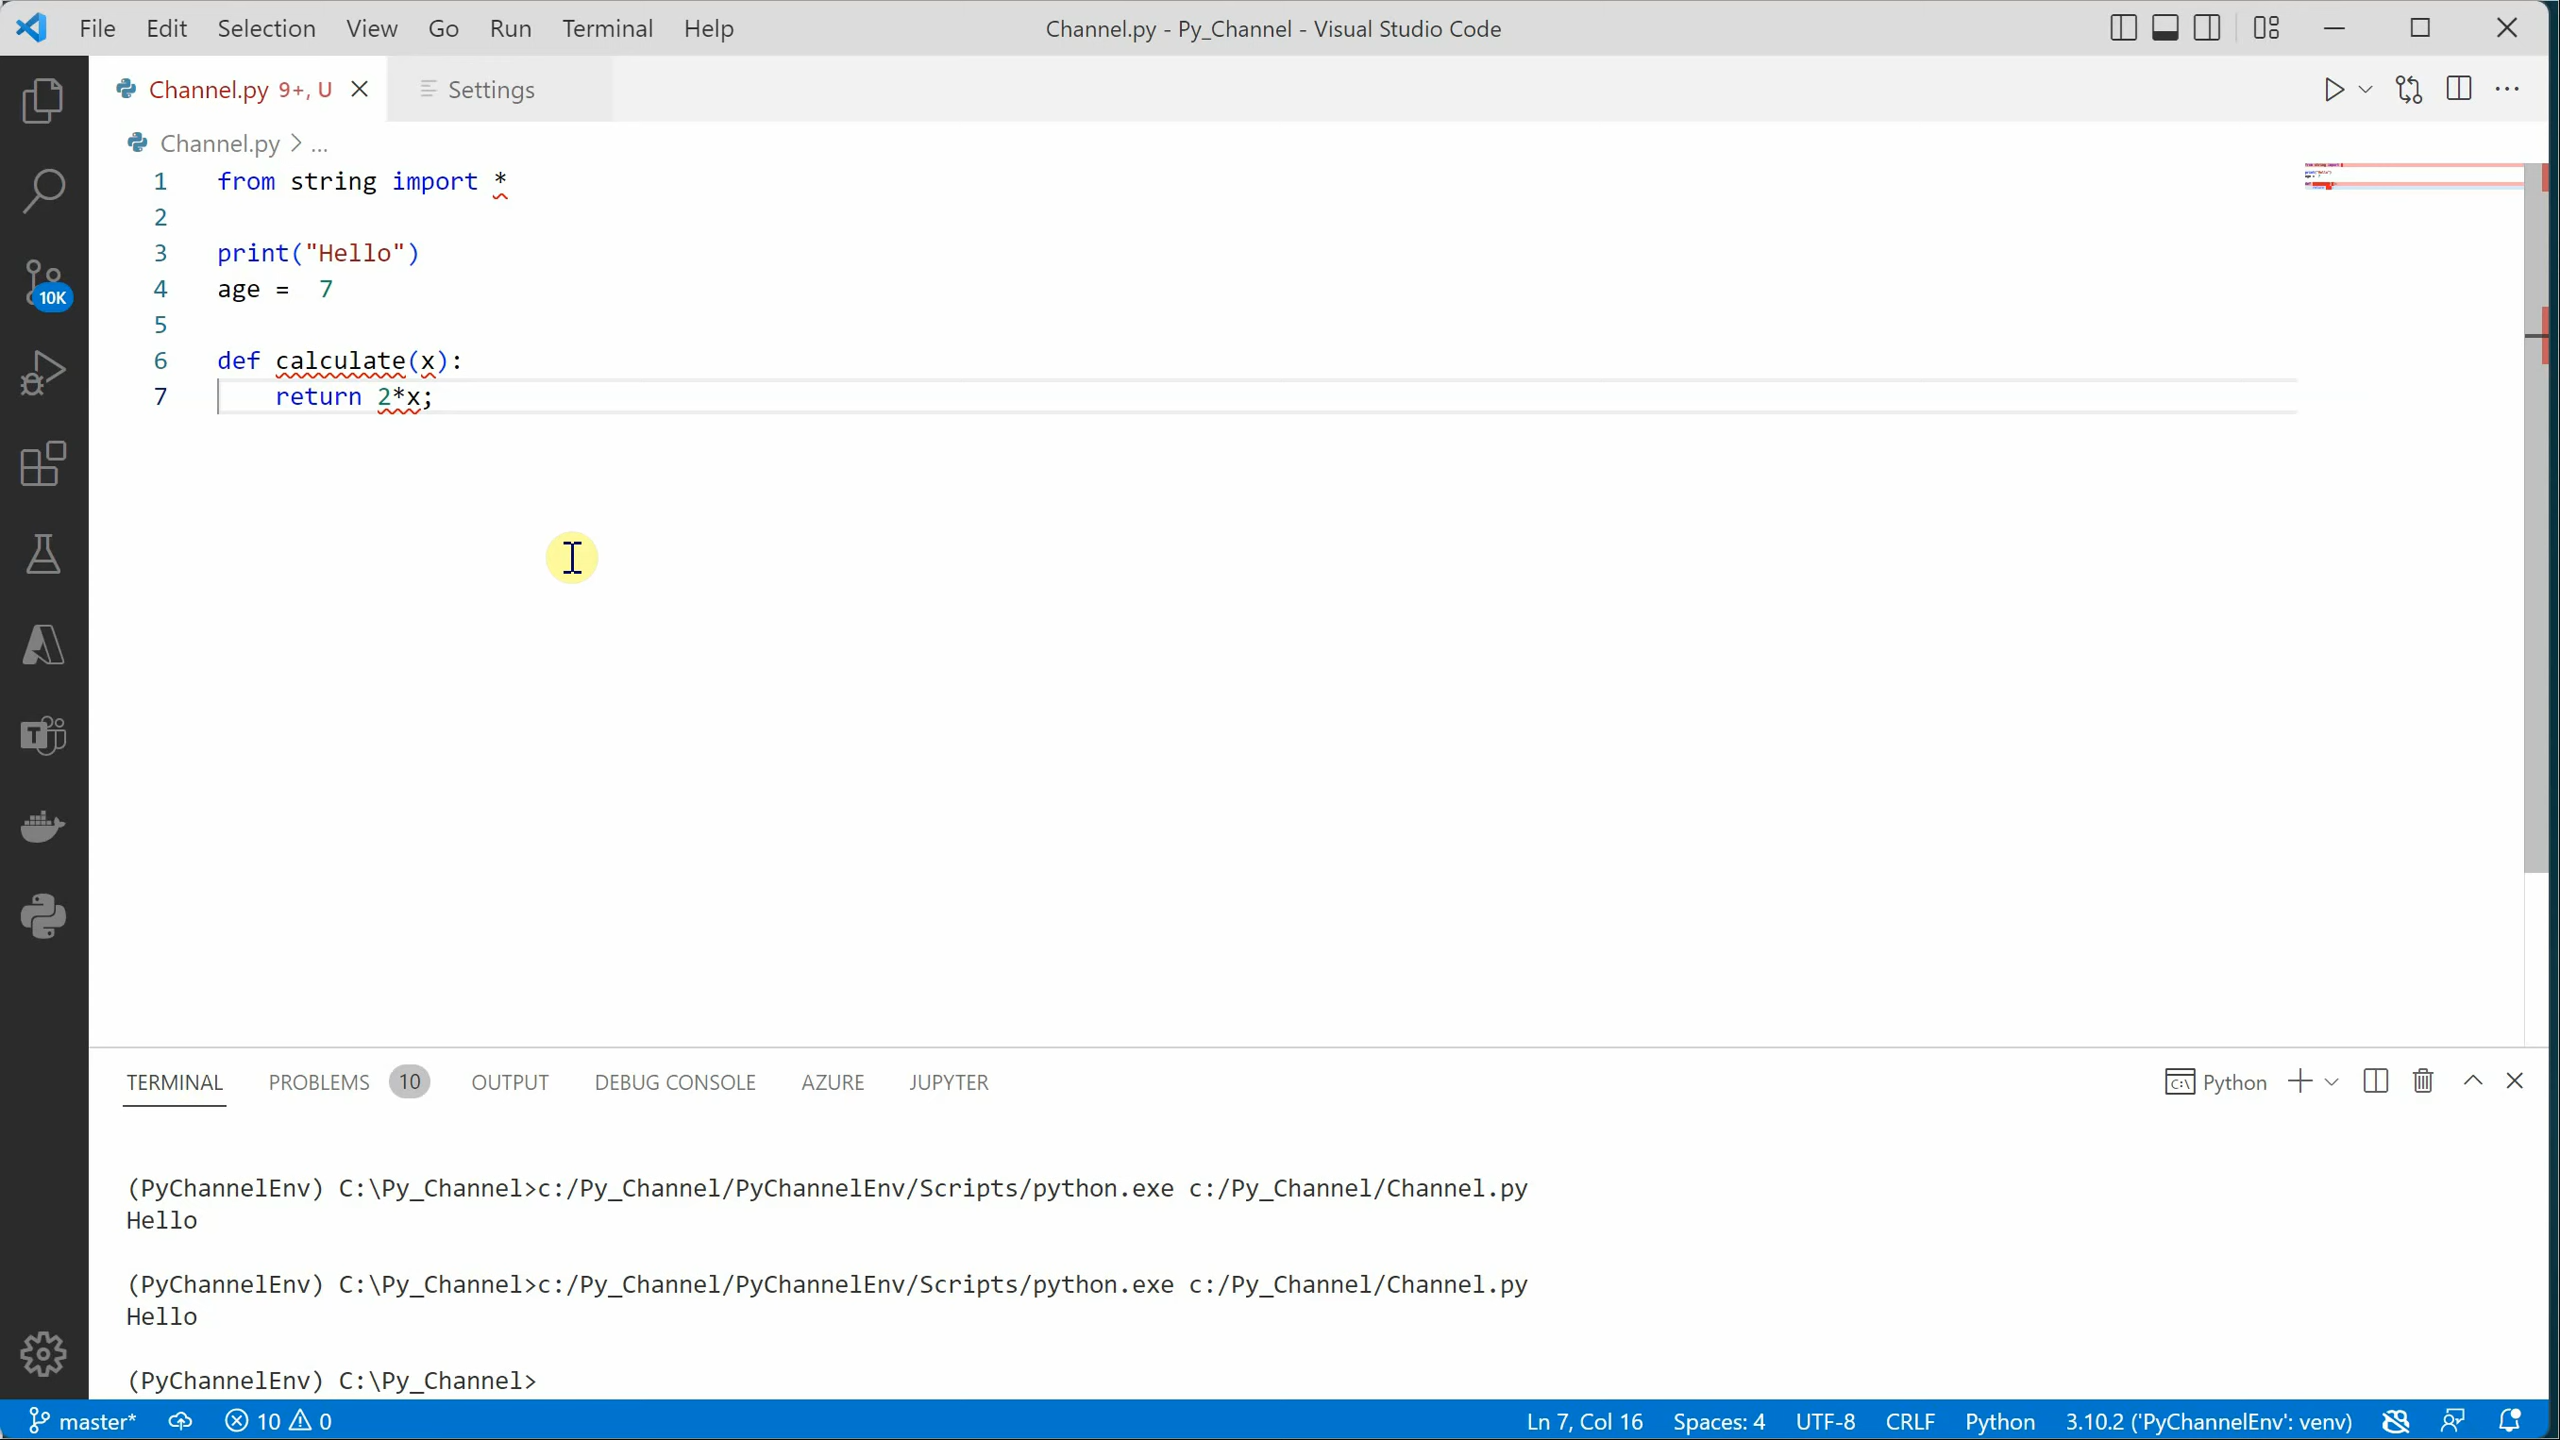 File Edit Selection View Go Run Terminal Help Channel.py - Py_Channel - Visual Studio Code
Channel.py 9+, U Settings
Channel.py > ...
1 from string import *
2
3 print("Hello")
4 age =  7
5
6 def calculate(x):
7     return 2*x;
10K
TERMINAL PROBLEMS 10 OUTPUT DEBUG CONSOLE AZURE JUPYTER Python
(PyChannelEnv) C:\Py_Channel>c:/Py_Channel/PyChannelEnv/Scripts/python.exe c:/Py_Channel/Channel.py
Hello
(PyChannelEnv) C:\Py_Channel>c:/Py_Channel/PyChannelEnv/Scripts/python.exe c:/Py_Channel/Channel.py
Hello
(PyChannelEnv) C:\Py_Channel>
master* 10 0 Ln 7, Col 16 Spaces: 4 UTF-8 CRLF Python 3.10.2 ('PyChannelEnv': venv)